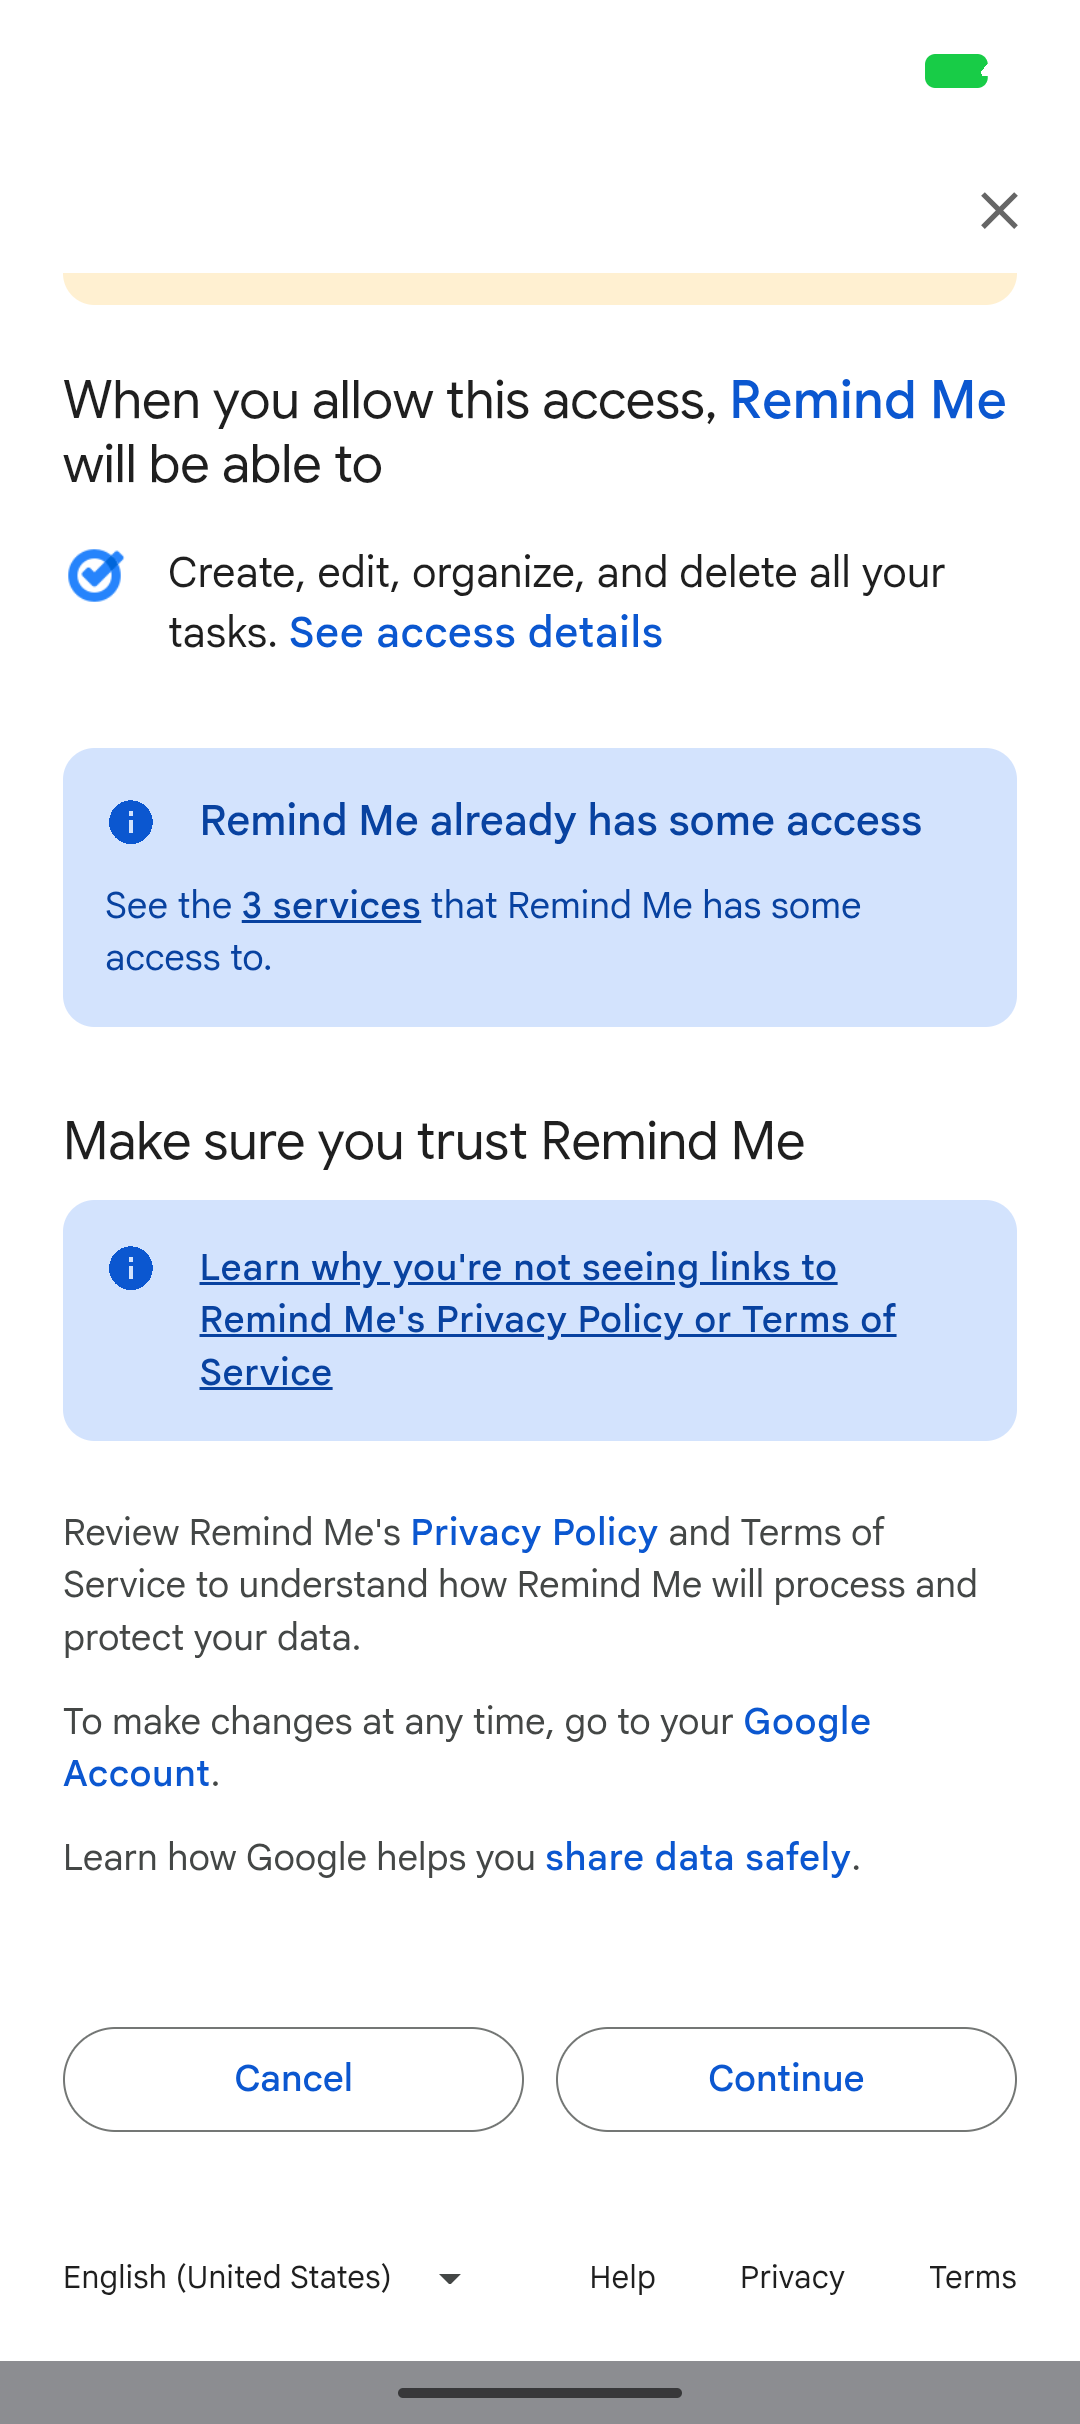 When you allow this access, Remind Me
will be able to
Create, edit, organize, and delete all your
tasks. See access details
Remind Me already has some access
See the 3 services that Remind Me has some
access to.
Make sure you trust Remind Me
Learn why you're not seeing links to
Remind Me's Privacy Policy or Terms of
Service
Review Remind Me's Privacy Policy and Terms of
Service to understand how Remind Me will process and
protect your data.
To make changes at any time, go to your Google
Account.
Learn how Google helps you share data safely.
Cancel Continue
English (United States) Help Privacy Terms